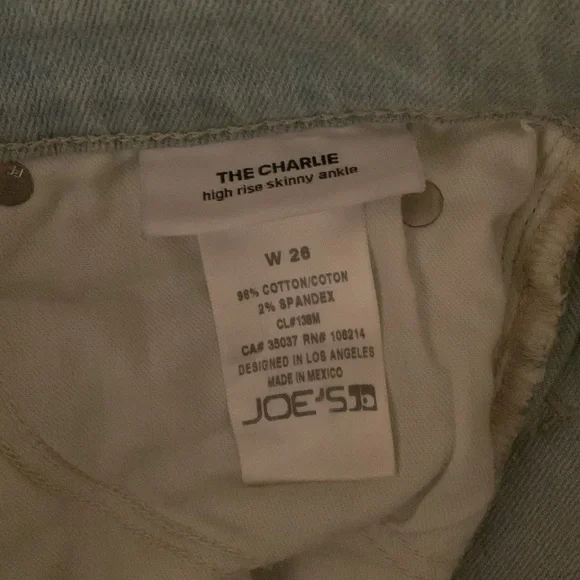 THE CHARLIE
high rise skinny ankle
W 26
98% COTTON/COTON
2% SPANDEX
CL#138M
CA# 35037 RN# 106214
DESIGNED IN LOS ANGELES
MADE IN MEXICO
JOE'S